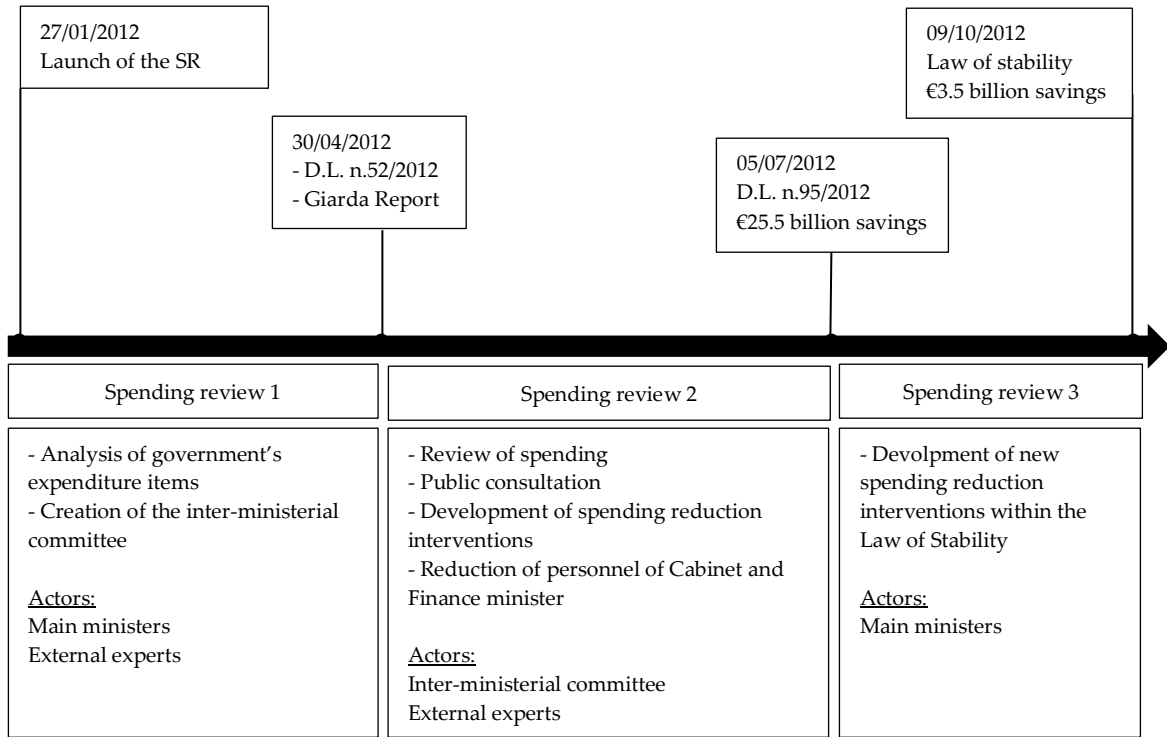 27/01/2012
Launch of the SR
30/04/2012
- D.L. n.52/2012
- Giarda Report
05/07/2012
D.L. n.95/2012
€25.5 billion savings
09/10/2012
Law of stability
€3.5 billion savings
Spending review 1
Spending review 2
Spending review 3
- Analysis of government’s
expenditure items
- Creation of the inter-ministerial
committee
Actors:
Main ministers
External experts
- Review of spending
- Public consultation
- Development of spending reduction
interventions
- Reduction of personnel of Cabinet and
Finance minister
Actors:
Inter-ministerial committee
External experts
- Devolpment of new
spending reduction
interventions within the
Law of Stability
Actors:
Main ministers